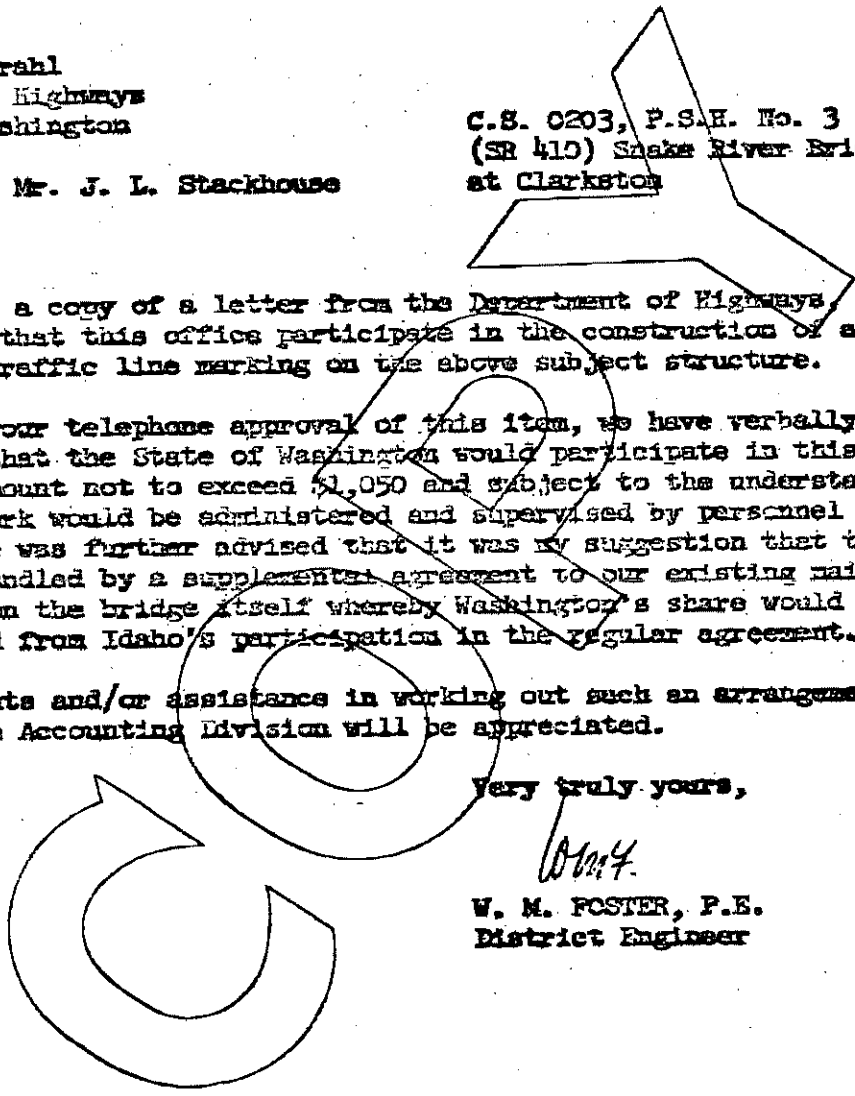 rahl
Highways
shington
C.S. 0203, P.S.H. No. 3
(SR 410) Snake River Bri
at Clarkston
Mr. J. L. Stackhouse
a copy of a letter from the Department of Highways,
that this office participate in the construction of a
raffic line marking on the above subject structure.
our telephone approval of this item, we have verbally
hat the State of Washington would participate in this
ount not to exceed $1,050 and subject to the understa
rk would be administered and supervised by personnel
was further advised that it was my suggestion that t
ndled by a supplemental agreement to our existing mai
n the bridge itself whereby Washington's share would
from Idaho's participation in the regular agreement.
ts and/or assistance in working out such an arrangeme
Accounting Division will be appreciated.
Very truly yours,
W. M. FOSTER, P.E.
District Engineer
COPY